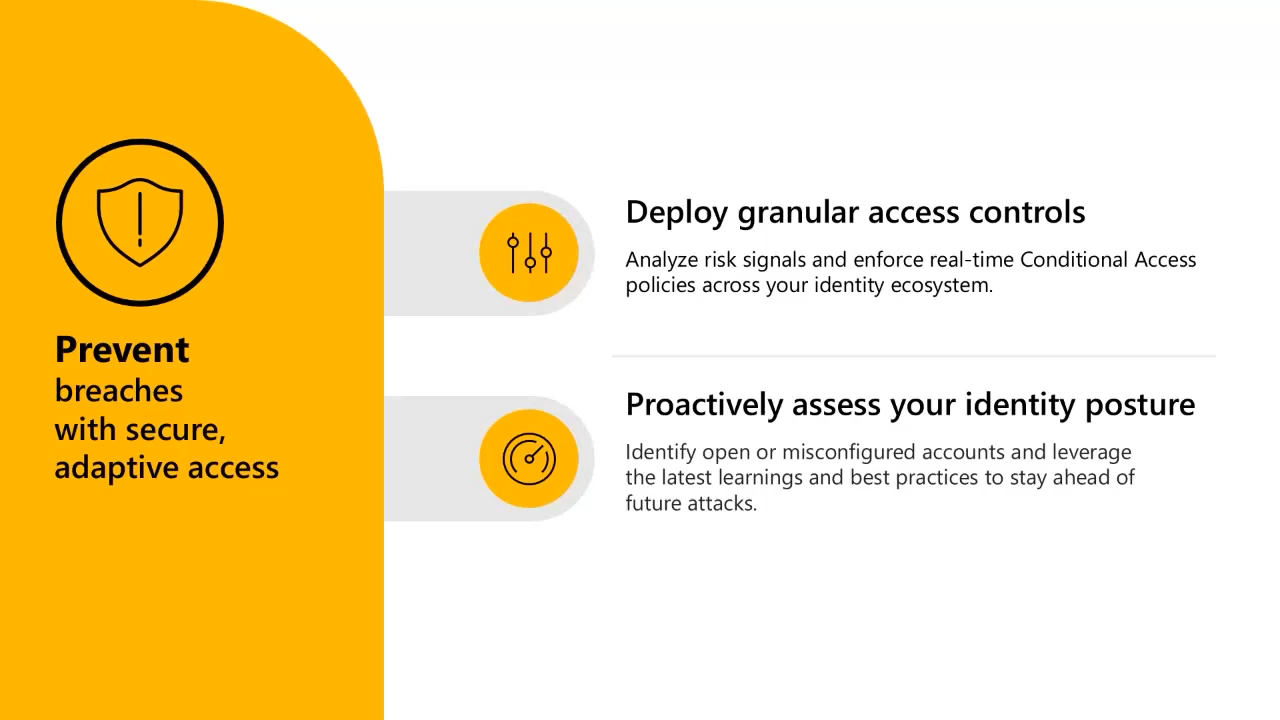 Prevent
breaches
with secure,
adaptive access
Deploy granular access controls
Analyze risk signals and enforce real-time Conditional Access
policies across your identity ecosystem.
Proactively assess your identity posture
Identify open or misconfigured accounts and leverage
the latest learnings and best practices to stay ahead of
future attacks.